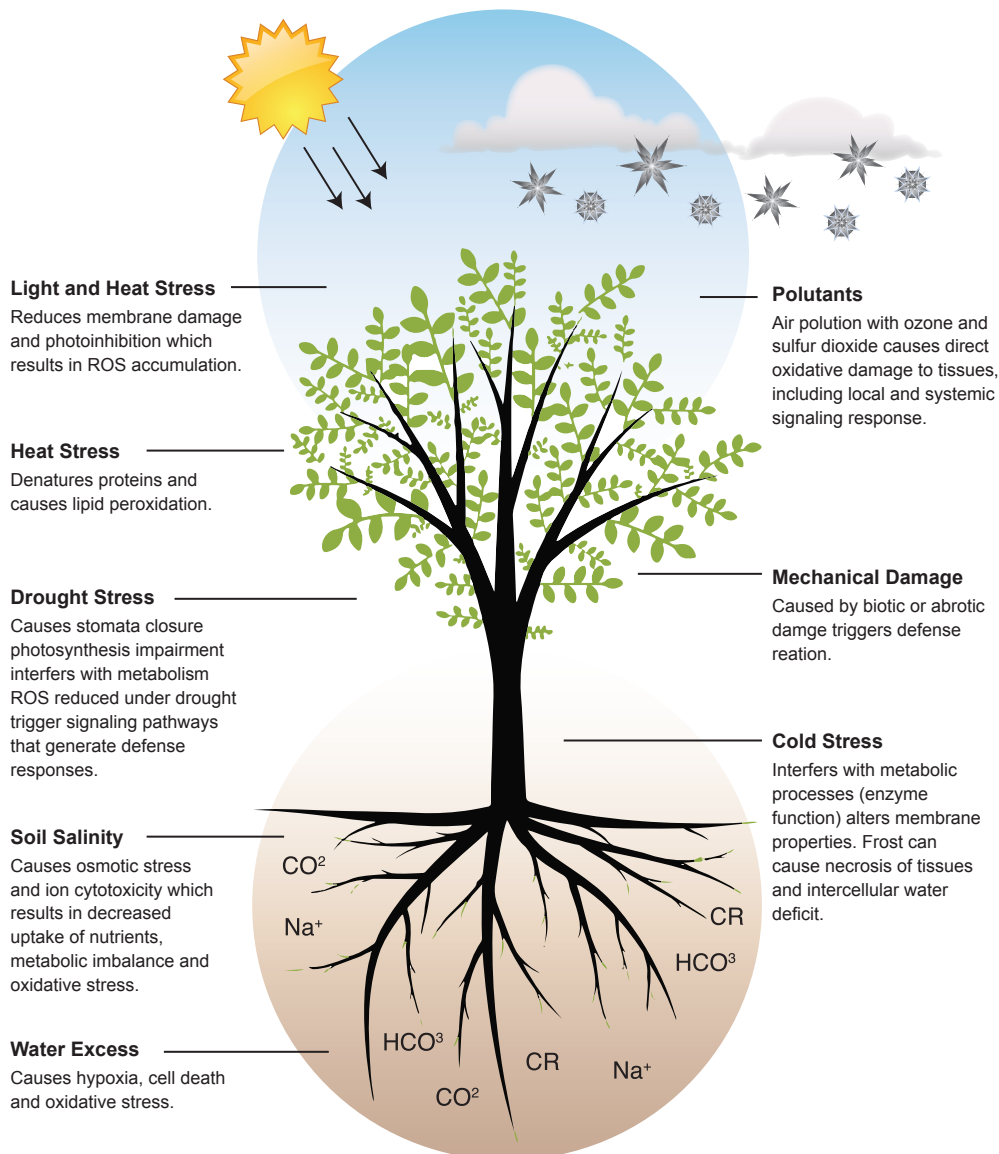 Light and Heat Stress
Reduces membrane damage
and photoinhibition which
results in ROS accumulation.
Heat Stress
Denatures proteins and
causes lipid peroxidation.
Drought Stress
Causes stomata closure
photosynthesis impairment
interfers with metabolism
ROS reduced under drought
trigger signaling pathways
that generate defense
responses.
Soil Salinity
Causes osmotic stress
and ion cytotoxicity which
results in decreased
uptake of nutrients,
metabolic imbalance and
oxidative stress.
Water Excess
Causes hypoxia, cell death
and oxidative stress.
Polutants
Air polution with ozone and
sulfur dioxide causes direct
oxidative damage to tissues,
including local and systemic
signaling response.
Mechanical Damage
Caused by biotic or abrotic
damge triggers defense
reation.
Cold Stress
Interfers with metabolic
processes (enzyme
function) alters membrane
properties. Frost can
cause necrosis of tissues
and intercellular water
deficit.
CO²
Na⁺
CR
HCO³
HCO³
CO²
CR
Na⁺